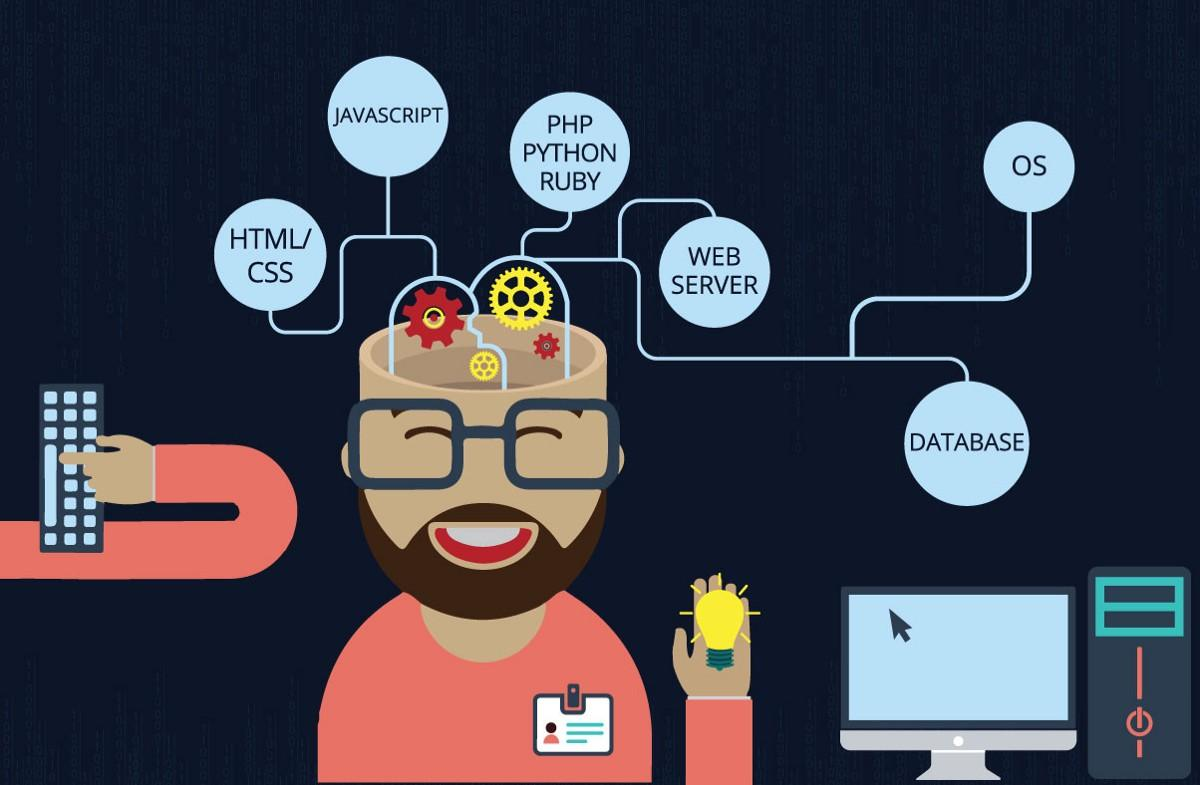 JAVASCRIPT
PHP
PYTHON
RUBY
OS
HTML/
CSS
WEB
SERVER
DATABASE